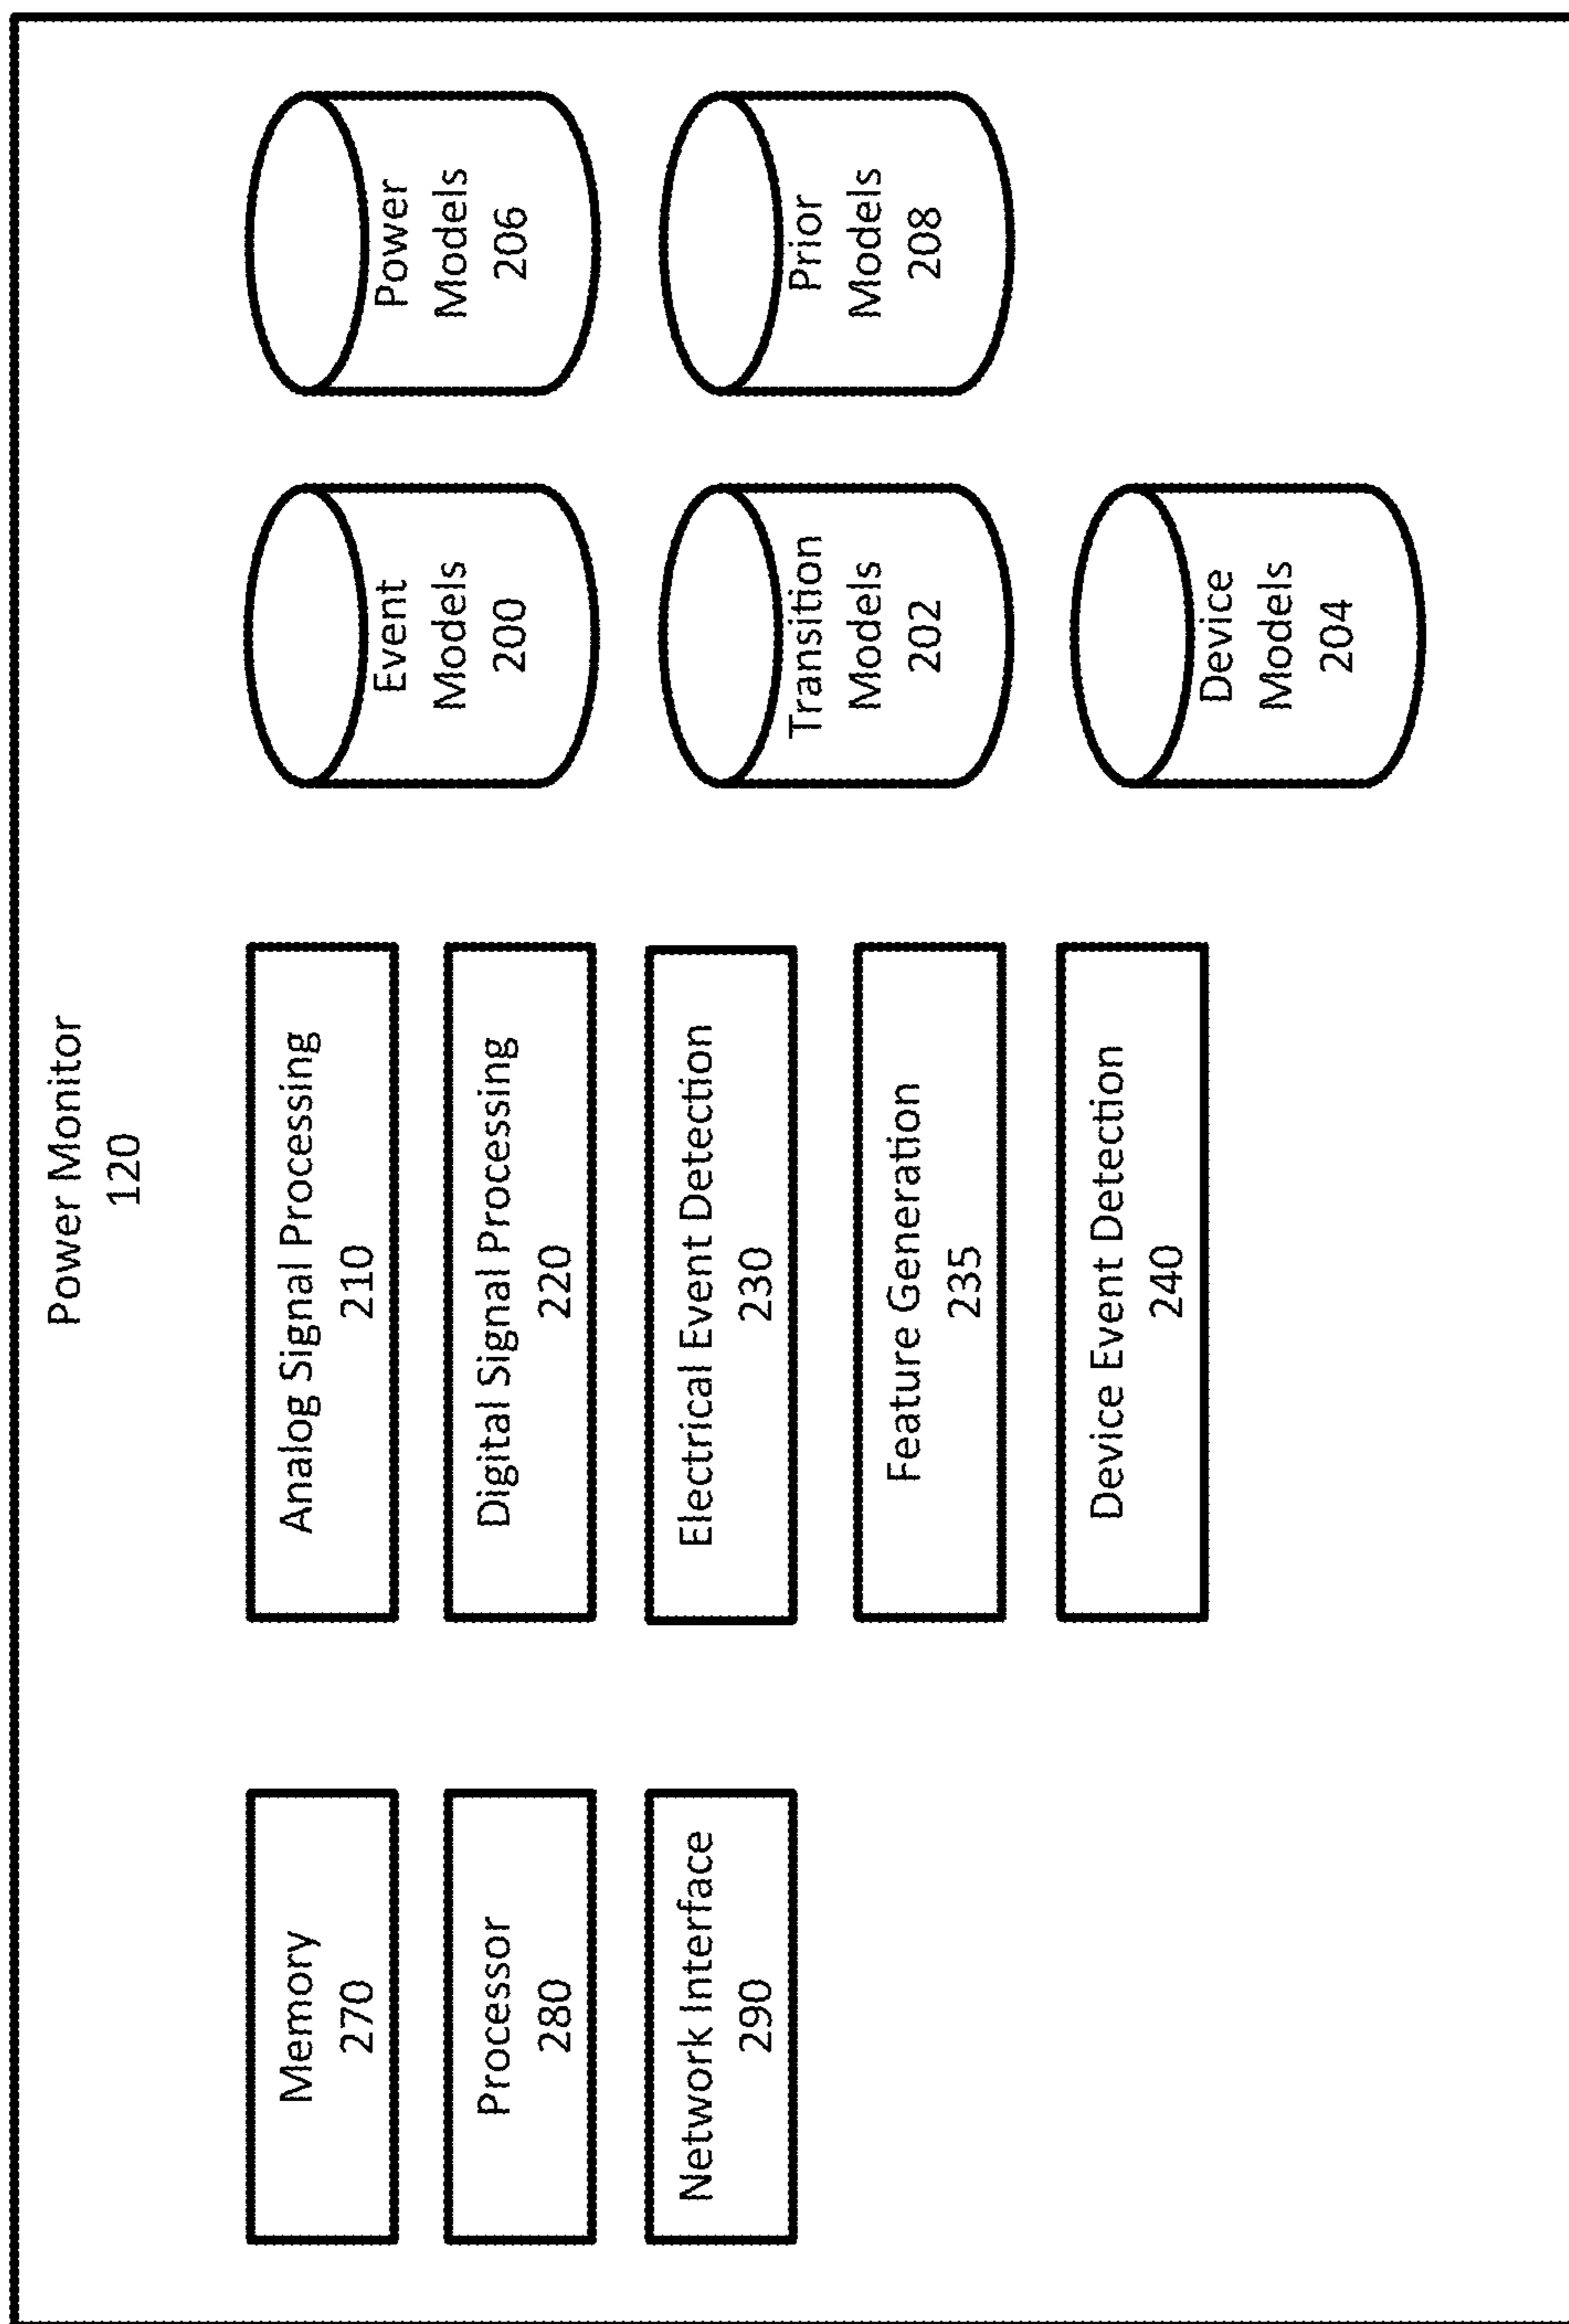 Power Monitor
120
Memory
270
Processor
280
Network Interface
290
Analog Signal Processing
210
Digital Signal Processing
220
Electrical Event Detection
230
Feature Generation
235
Device Event Detection
240
Event
Models
200
Transition
Models
202
Device
Models
204
Power
Models
206
Prior
Models
208